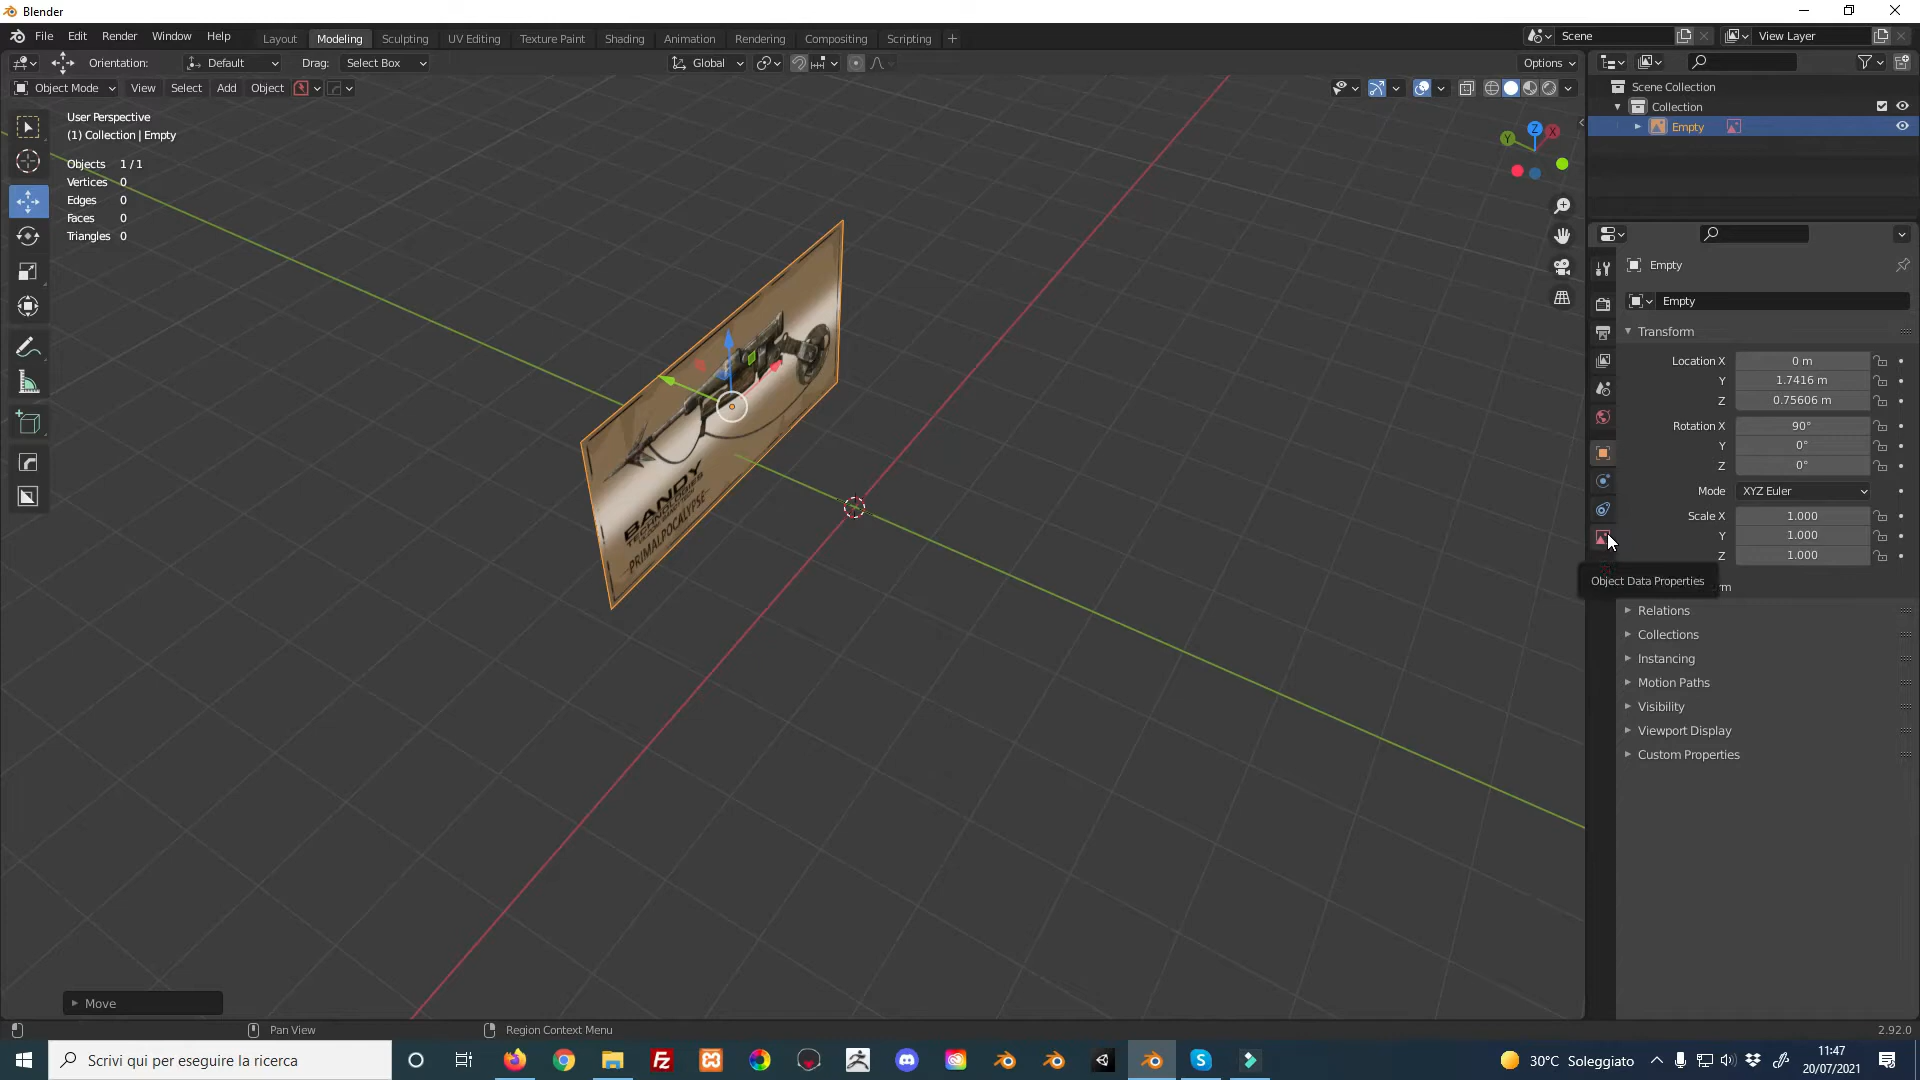 Blender
File Edit Render Window Help Layout Modeling Sculpting UV Editing Texture Paint Shading Animation Rendering Compositing Scripting Scene View Layer
Orientation: Default Drag: Select Box Global Options
Object Mode View Select Add Object
User Perspective
(1) Collection | Empty
Objects 1 / 1
Vertices 0
Edges 0
Faces 0
Triangles 0
Z
X
Y
BANDY
TECHNOLOGIES
PRIMALPOCALYPSE
Scene Collection
Collection
Empty
Empty
Empty
Transform
Location X 0 m
Y 1.7416 m
Z 0.75606 m
Rotation X 90°
Y 0°
Z 0°
Mode XYZ Euler
Scale X 1.000
Y 1.000
Z 1.000
Object Data Properties
rm
Relations
Collections
Instancing
Motion Paths
Visibility
Viewport Display
Custom Properties
Move
Pan View Region Context Menu 2.92.0
Scrivi qui per eseguire la ricerca
30°C Soleggiato
11:47
20/07/2021